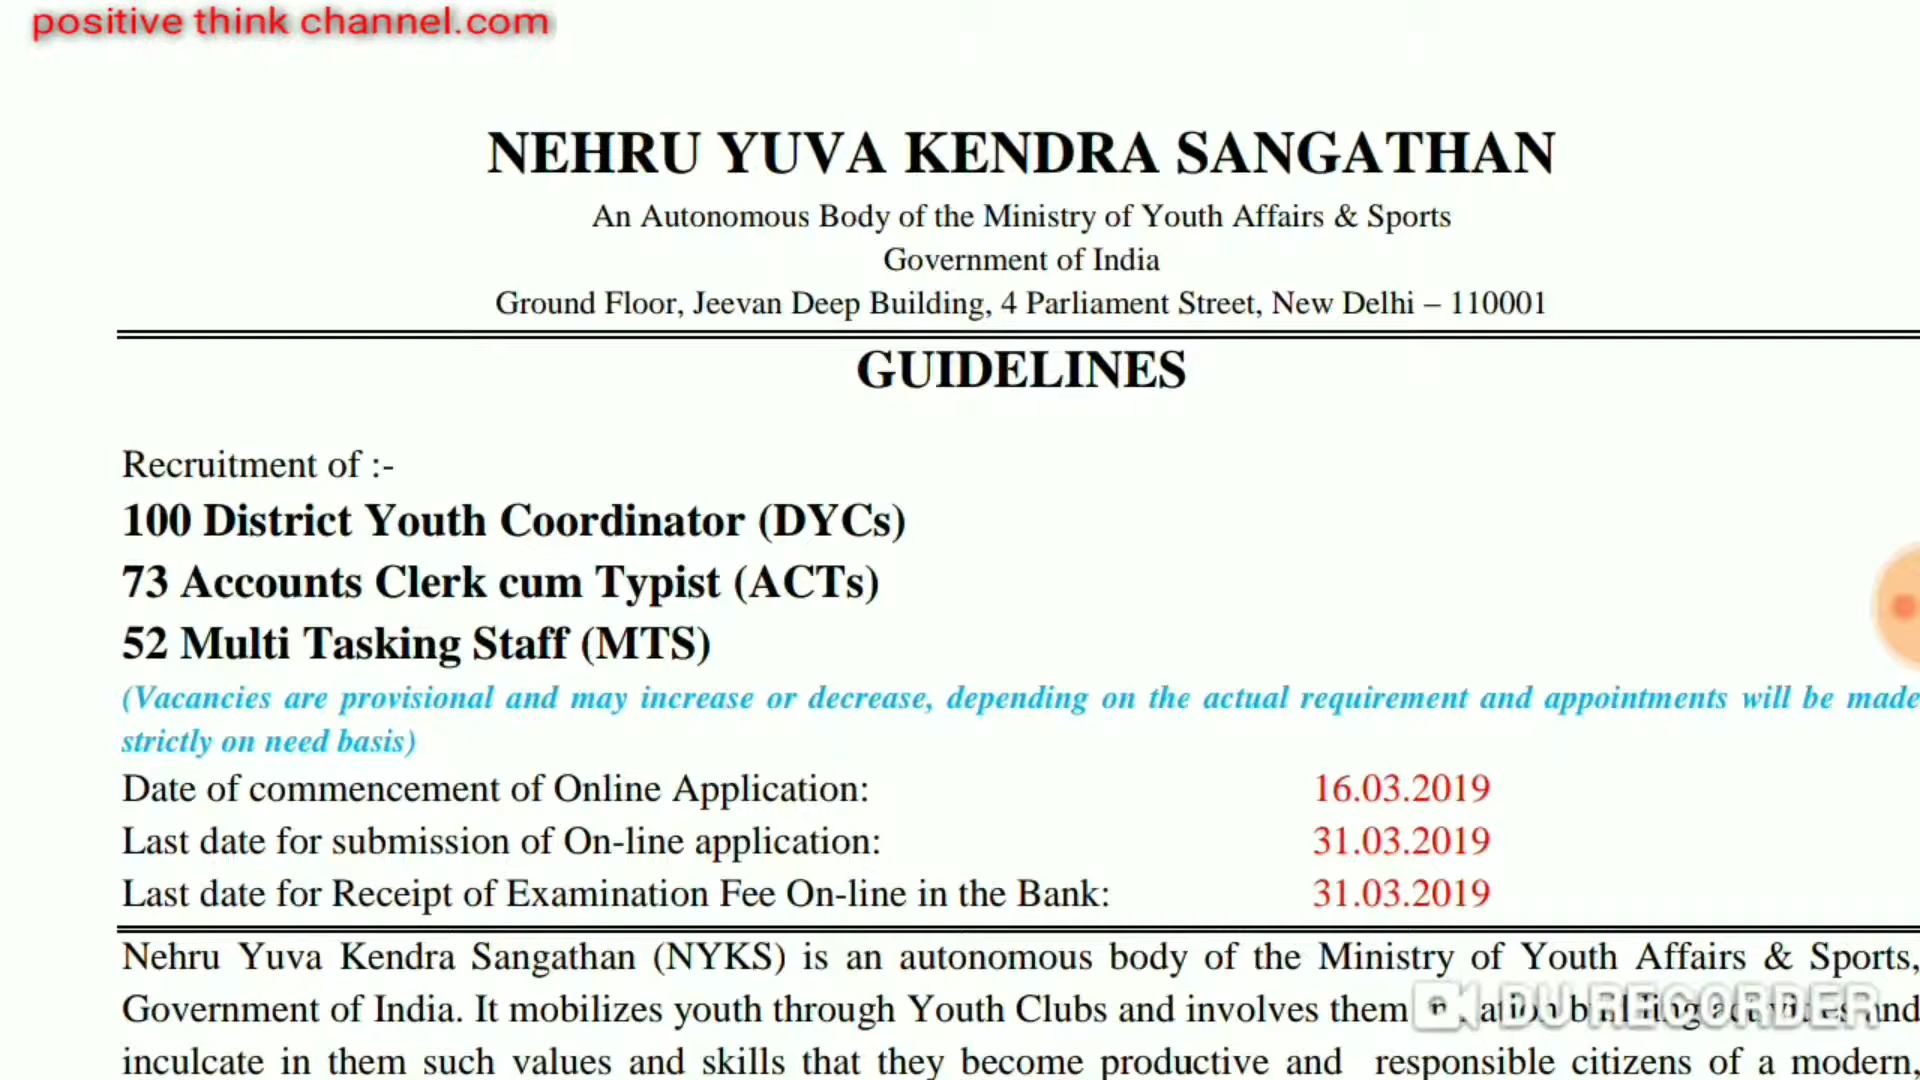 positive think channel.com
NEHRU YUVA KENDRA SANGATHAN
An Autonomous Body of the Ministry of Youth Affairs & Sports
Government of India
Ground Floor, Jeevan Deep Building, 4 Parliament Street, New Delhi – 110001
GUIDELINES
Recruitment of :-
100 District Youth Coordinator (DYCs)
73 Accounts Clerk cum Typist (ACTs)
52 Multi Tasking Staff (MTS)
(Vacancies are provisional and may increase or decrease, depending on the actual requirement and appointments will be made
strictly on need basis)
Date of commencement of Online Application: 16.03.2019
Last date for submission of On-line application: 31.03.2019
Last date for Receipt of Examination Fee On-line in the Bank: 31.03.2019
Nehru Yuva Kendra Sangathan (NYKS) is an autonomous body of the Ministry of Youth Affairs & Sports,
Government of India. It mobilizes youth through Youth Clubs and involves them building and
DU RECORDER
inculcate in them such values and skills that they become productive and responsible citizens of a modern,